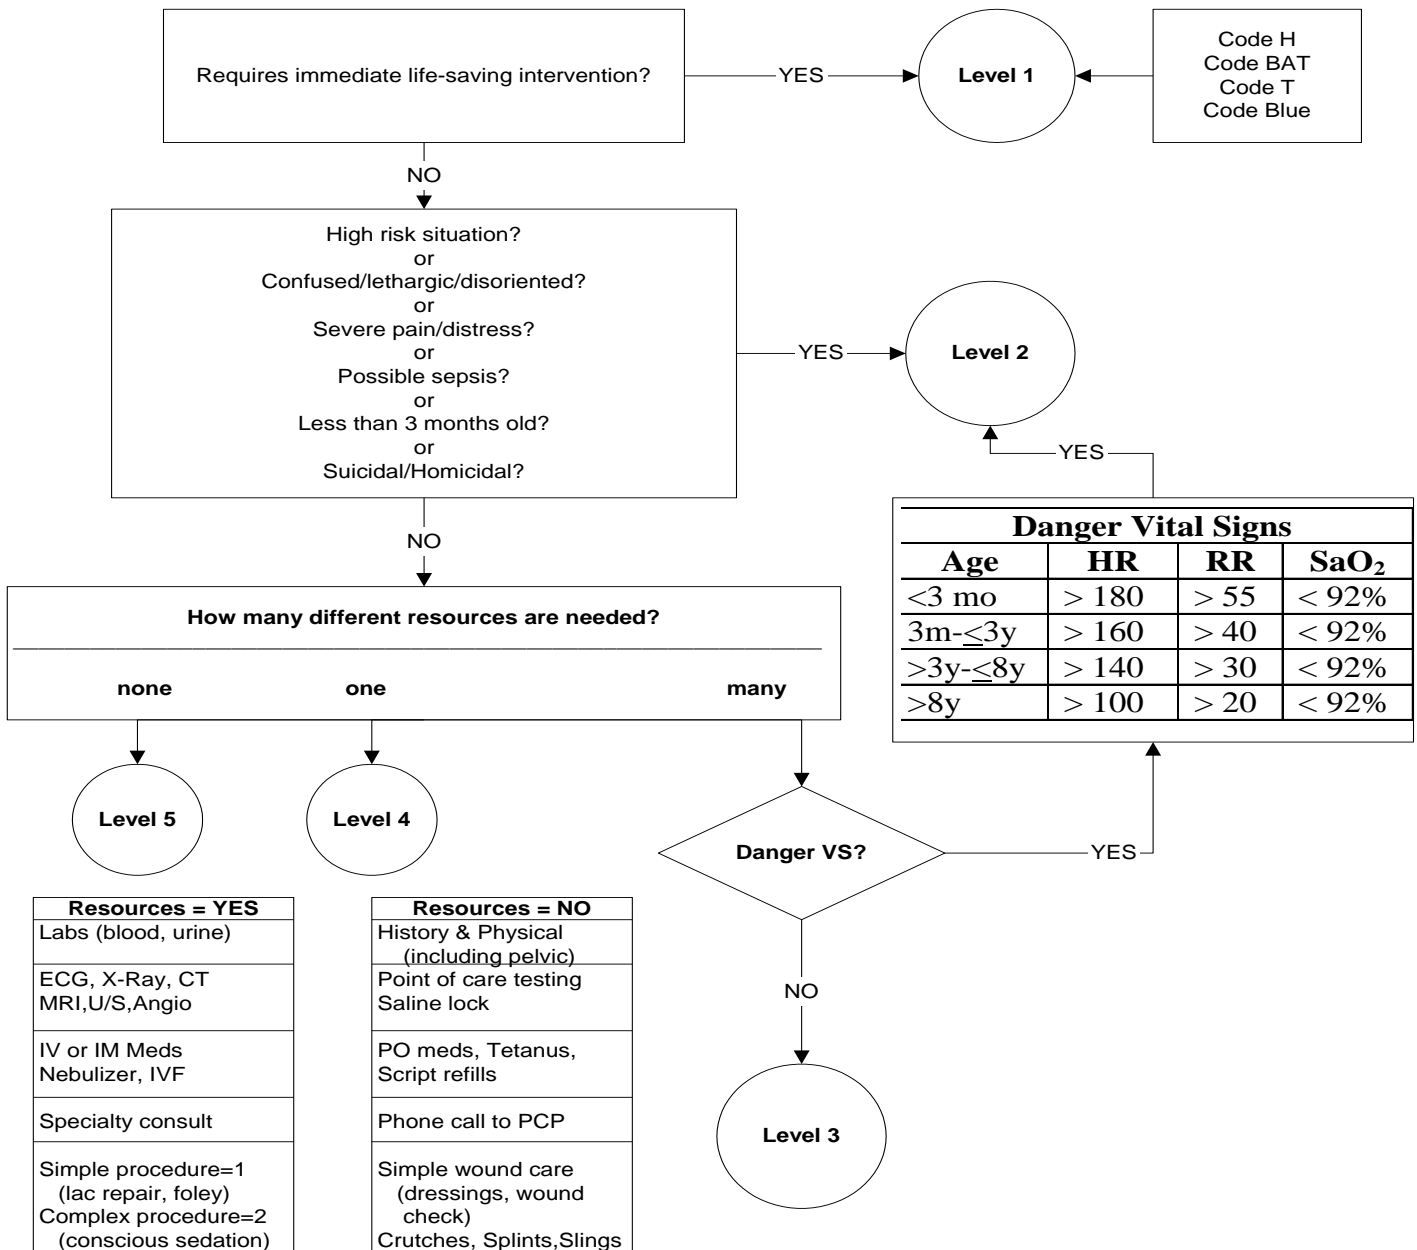 Requires immediate life-saving intervention?
YES
Level 1
Code H
Code BAT
Code T
Code Blue
NO
High risk situation?
or
Confused/lethargic/disoriented?
or
Severe pain/distress?
or
Possible sepsis?
or
Less than 3 months old?
or
Suicidal/Homicidal?
YES
Level 2
YES
NO
Danger Vital Signs
Age HR RR SaO₂
<3 mo > 180 > 55 < 92%
3m-≤3y > 160 > 40 < 92%
>3y-≤8y > 140 > 30 < 92%
>8y > 100 > 20 < 92%
How many different resources are needed?
none one many
Level 5
Level 4
Danger VS?
YES
NO
Level 3
Resources = YES
Labs (blood, urine)
ECG, X-Ray, CT
MRI,U/S,Angio
IV or IM Meds
Nebulizer, IVF
Specialty consult
Simple procedure=1
(lac repair, foley)
Complex procedure=2
(conscious sedation)
Resources = NO
History & Physical
(including pelvic)
Point of care testing
Saline lock
PO meds, Tetanus,
Script refills
Phone call to PCP
Simple wound care
(dressings, wound
check)
Crutches, Splints,Slings